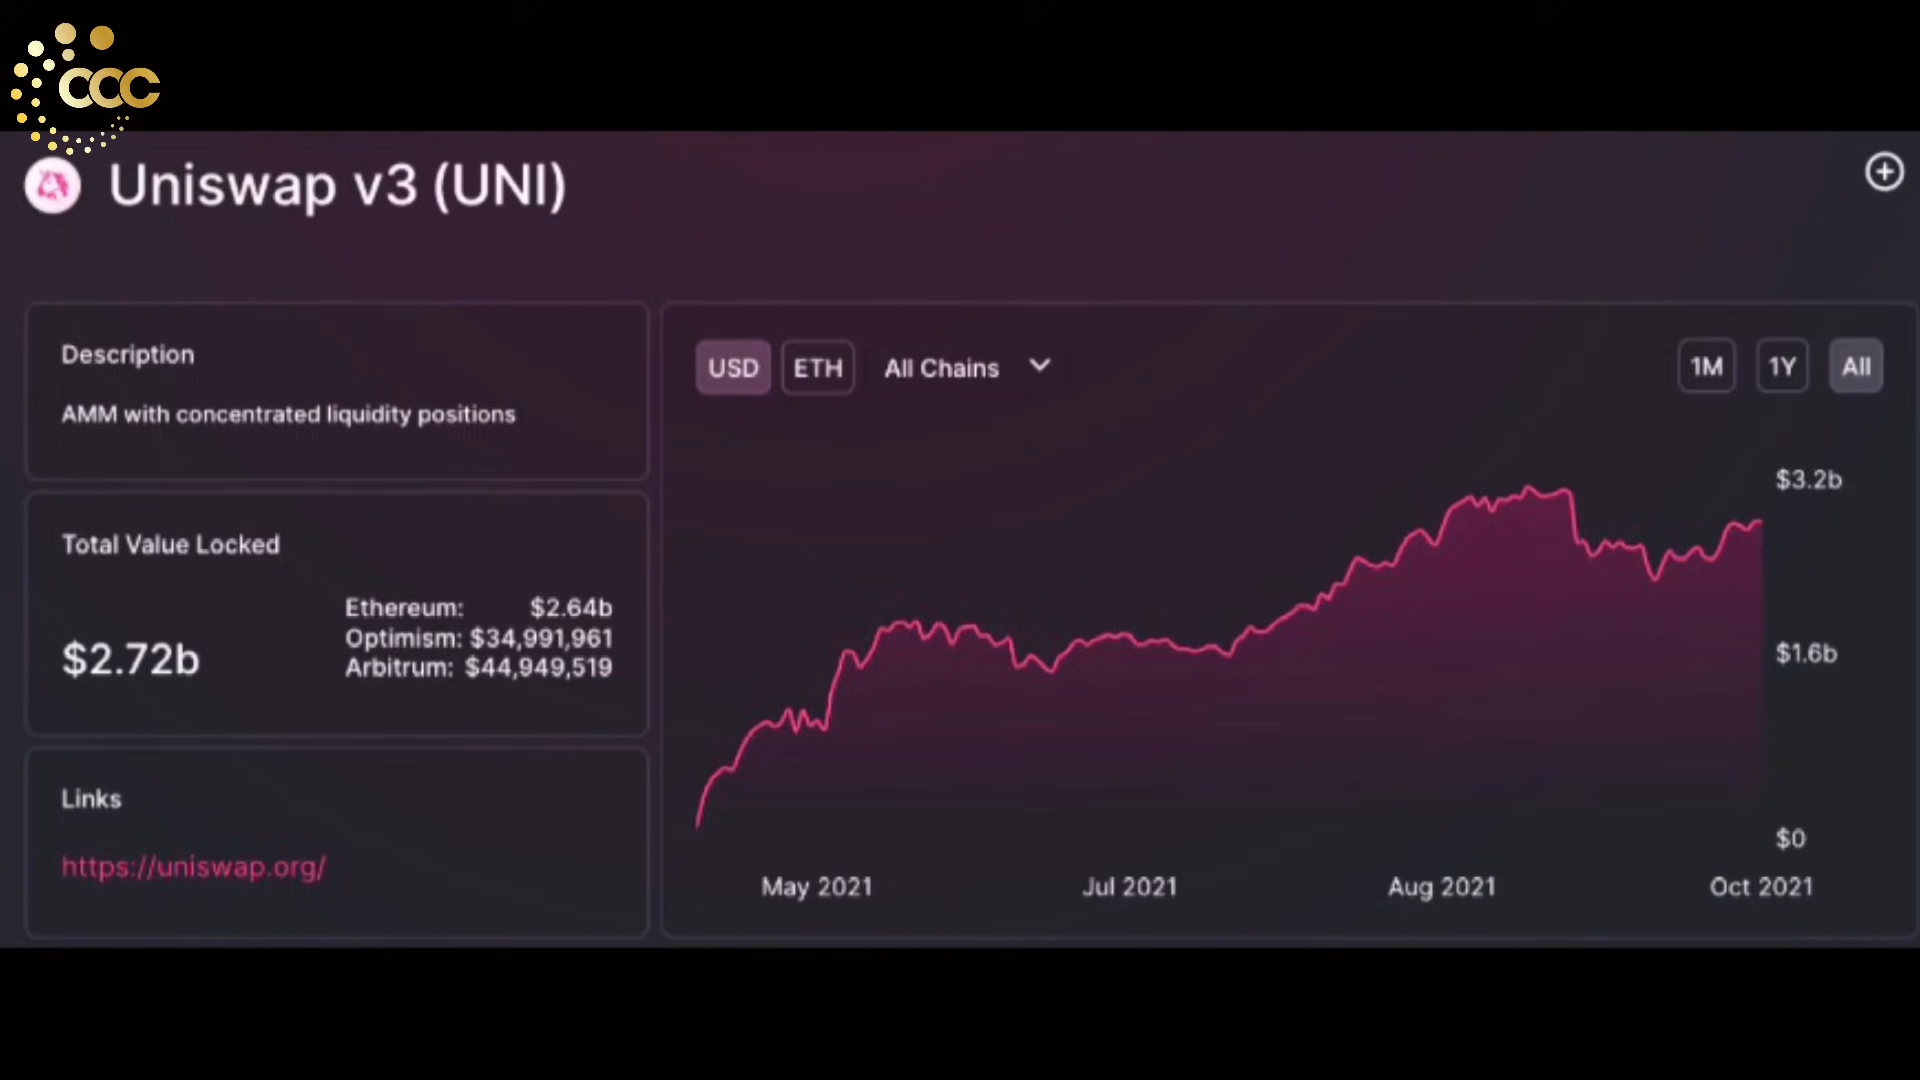 CCC
Uniswap v3 (UNI)
Description
AMM with concentrated liquidity positions
Total Value Locked
$2.72b
Ethereum: $2.64b
Optimism: $34,991,961
Arbitrum: $44,949,519
Links
https://uniswap.org/
USD ETH All Chains
1M 1Y All
$3.2b
$1.6b
$0
May 2021 Jul 2021 Aug 2021 Oct 2021